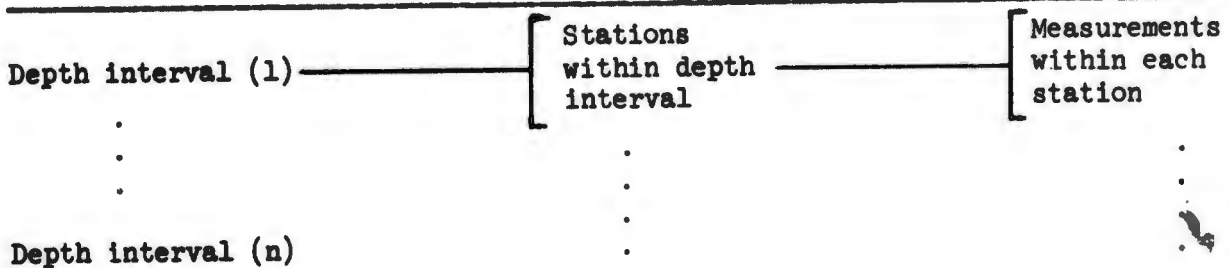 Depth interval (1)
Stations
within depth
interval
Measurements
within each
station
.
.
.
.
.
.
.
.
.
.
Depth interval (n)